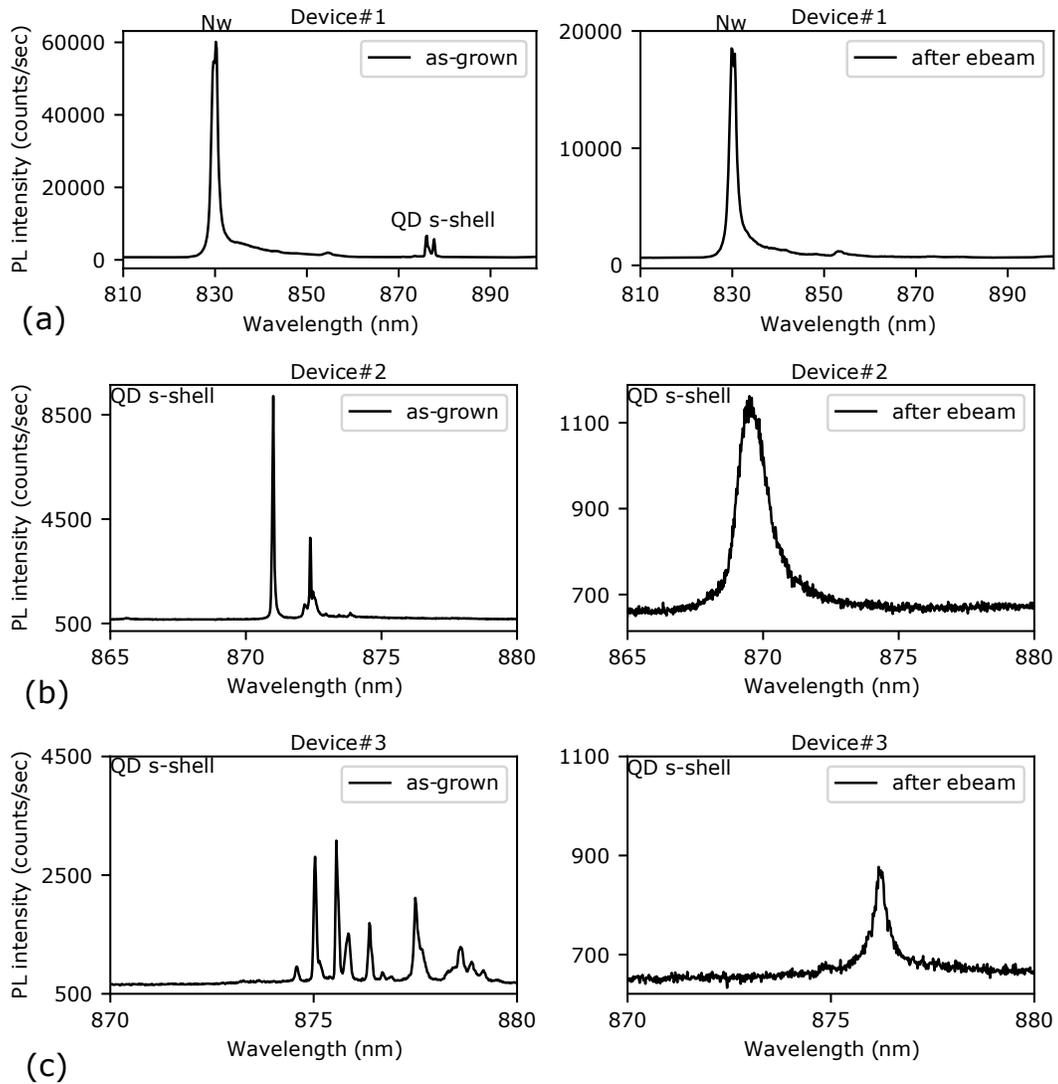 Device#1
Nw
as-grown
QD s-shell
PL intensity (counts/sec)
60000
40000
20000
0
810
830
850
870
890
Wavelength (nm)
Device#1
Nw
after ebeam
20000
10000
0
810
830
850
870
890
Wavelength (nm)
(a)
Device#2
QD s-shell
as-grown
PL intensity (counts/sec)
8500
4500
500
865
870
875
880
Wavelength (nm)
Device#2
QD s-shell
after ebeam
1100
900
700
865
870
875
880
Wavelength (nm)
(b)
Device#3
QD s-shell
as-grown
PL intensity (counts/sec)
4500
2500
500
870
875
880
Wavelength (nm)
Device#3
QD s-shell
after ebeam
1100
900
700
870
875
880
Wavelength (nm)
(c)